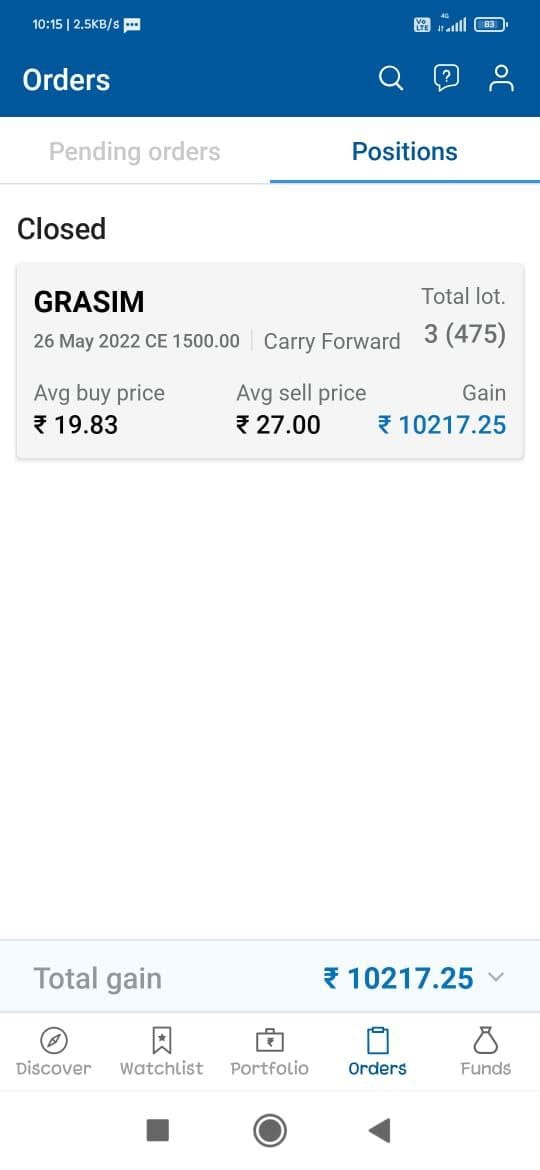 10:15 | 2.5KB/s
Vo LTE 4G 83
Orders
Pending orders Positions
Closed
GRASIM Total lot.
26 May 2022 CE 1500.00 Carry Forward 3 (475)
Avg buy price Avg sell price Gain
₹ 19.83 ₹ 27.00 ₹ 10217.25
Total gain ₹ 10217.25
Discover Watchlist Portfolio Orders Funds